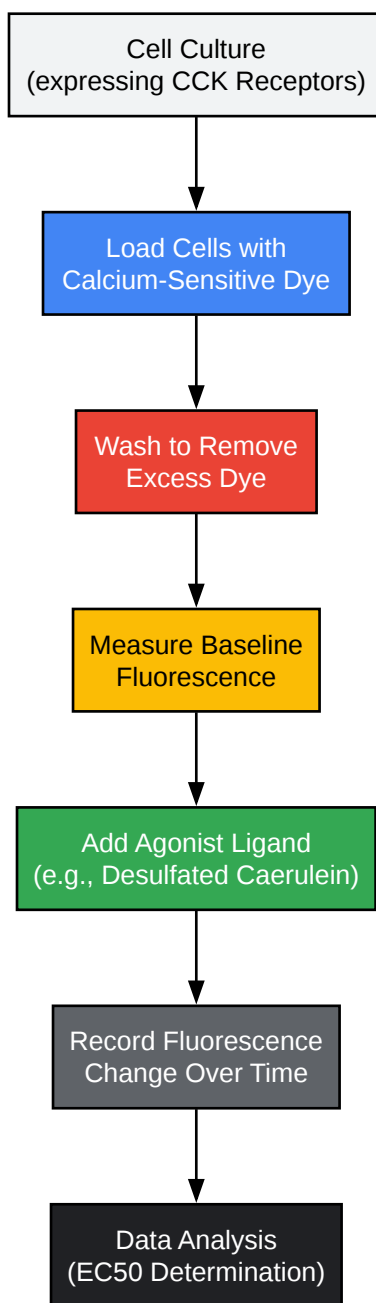 Cell Culture
(expressing CCK Receptors)
Load Cells with
Calcium-Sensitive Dye
Wash to Remove
Excess Dye
Measure Baseline
Fluorescence
Add Agonist Ligand
(e.g., Desulfated Caerulein)
Record Fluorescence
Change Over Time
Data Analysis
(EC50 Determination)